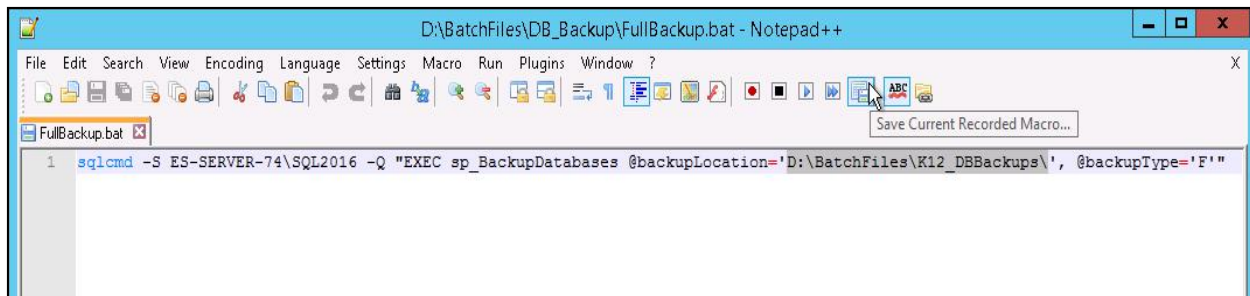 D:\BatchFiles\DB_Backup\FullBackup.bat - Notepad++
File Edit Search View Encoding Language Settings Macro Run Plugins Window ? X
ABC
Save Current Recorded Macro...
FullBackup.bat
1 sqlcmd -S ES-SERVER-74\SQL2016 -Q "EXEC sp_BackupDatabases @backupLocation='D:\BatchFiles\K12_DBBackups\', @backupType='F'"